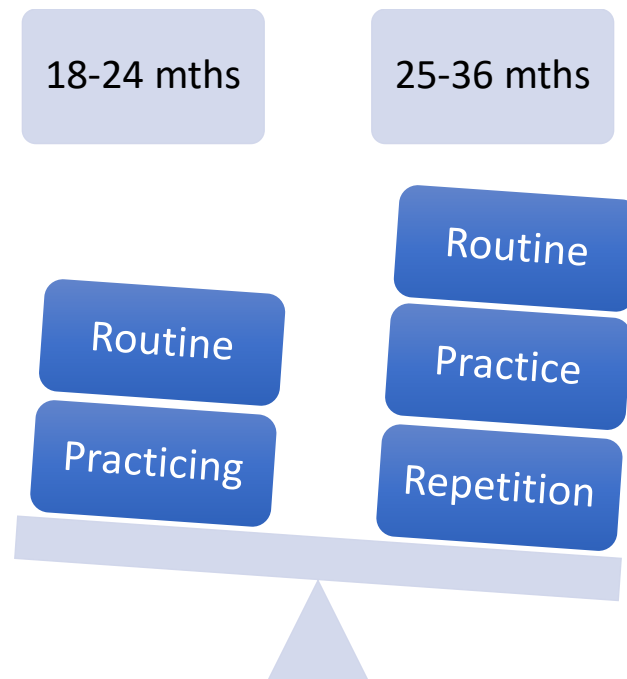 18-24 mths
25-36 mths
Routine
Practicing
Routine
Practice
Repetition